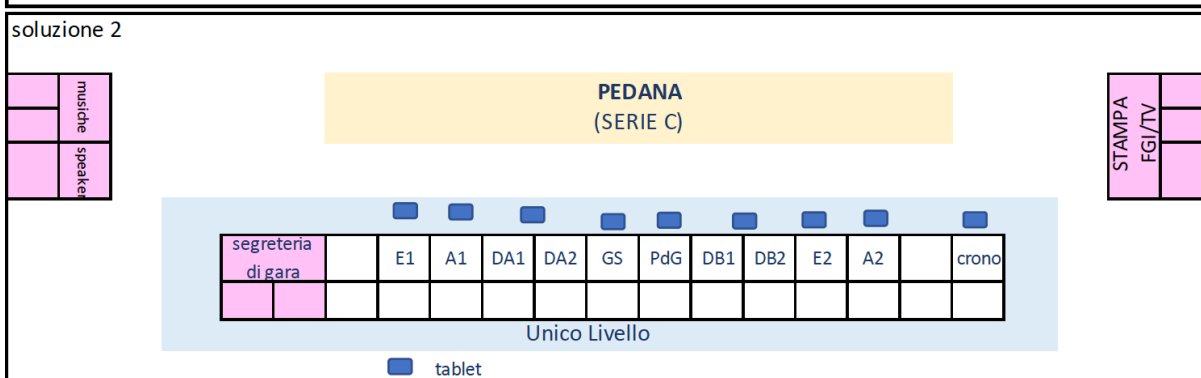 soluzione 2
musiche
speaker
PEDANA
(SERIE C)
STAMPA
FGI/TV
segreteria
di gara
E1
A1
DA1
DA2
GS
PdG
DB1
DB2
E2
A2
crono
Unico Livello
tablet